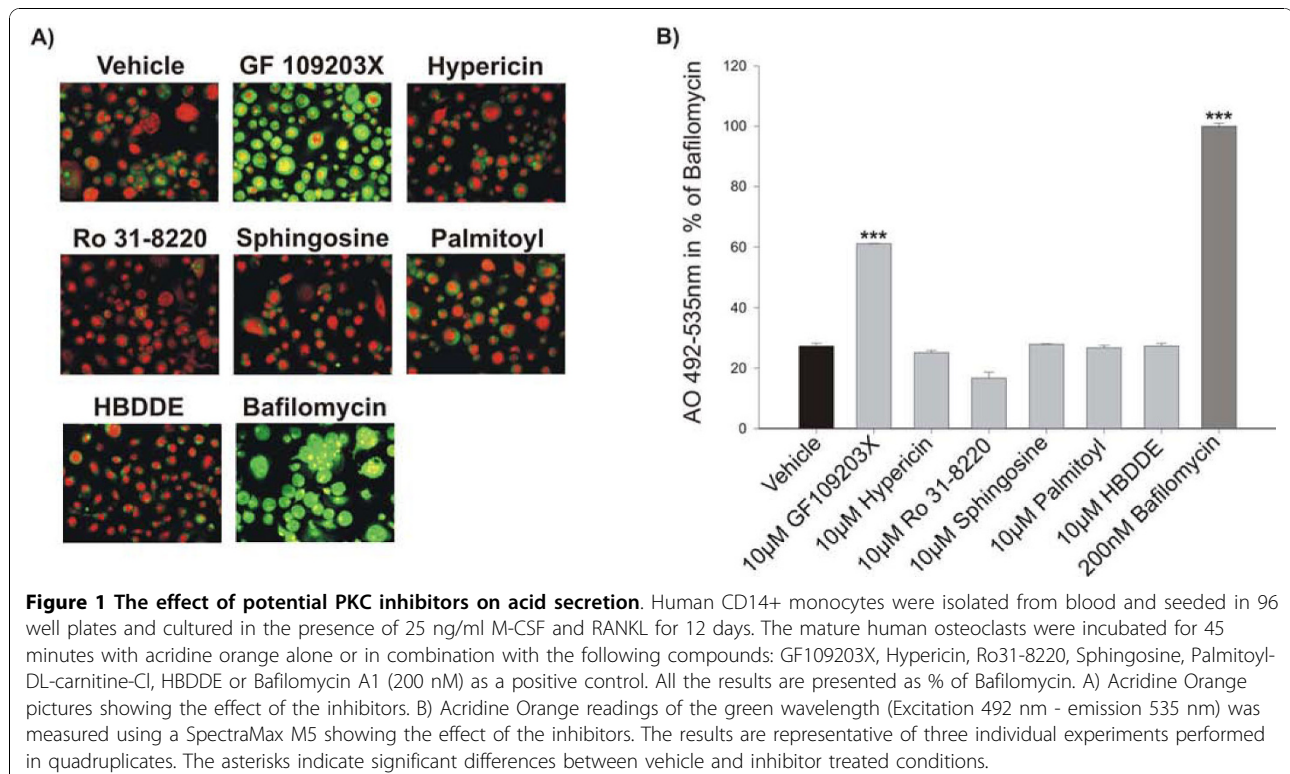 A)
Vehicle GF 109203X Hypericin
Ro 31-8220 Sphingosine Palmitoyl
HBDDE Bafilomycin
B)
AO 492-535nm in % of Bafilomycin
120
100
80
60
40
20
0
***
***
Vehicle
10µM GF109203X
10µM Hypericin
10µM Ro 31-8220
10µM Sphingosine
10µM Palmitoyl
10µM HBDDE
200nM Bafilomycin
Figure 1 The effect of potential PKC inhibitors on acid secretion. Human CD14+ monocytes were isolated from blood and seeded in 96
well plates and cultured in the presence of 25 ng/ml M-CSF and RANKL for 12 days. The mature human osteoclasts were incubated for 45
minutes with acridine orange alone or in combination with the following compounds: GF109203X, Hypericin, Ro31-8220, Sphingosine, Palmitoyl-
DL-carnitine-Cl, HBDDE or Bafilomycin A1 (200 nM) as a positive control. All the results are presented as % of Bafilomycin. A) Acridine Orange
pictures showing the effect of the inhibitors. B) Acridine Orange readings of the green wavelength (Excitation 492 nm - emission 535 nm) was
measured using a SpectraMax M5 showing the effect of the inhibitors. The results are representative of three individual experiments performed
in quadruplicates. The asterisks indicate significant differences between vehicle and inhibitor treated conditions.